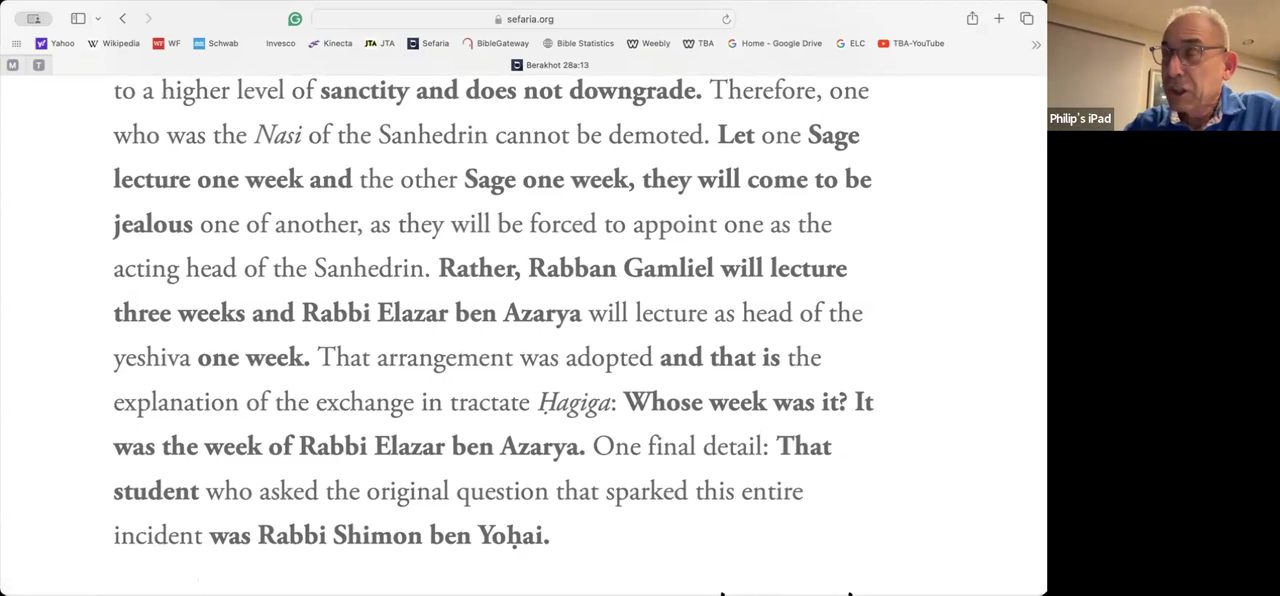 sefaria.org
Yahoo Wikipedia WF Schwab Invesco Kinecta JTA Sefaria BibleGateway Bible Statistics Weebly TBA Home - Google Drive ELC TBA-YouTube
M T Berakhot 28a:13
to a higher level of sanctity and does not downgrade. Therefore, one
who was the Nasi of the Sanhedrin cannot be demoted. Let one Sage
lecture one week and the other Sage one week, they will come to be
jealous one of another, as they will be forced to appoint one as the
acting head of the Sanhedrin. Rather, Rabban Gamliel will lecture
three weeks and Rabbi Elazar ben Azarya will lecture as head of the
yeshiva one week. That arrangement was adopted and that is the
explanation of the exchange in tractate Ḥagiga: Whose week was it? It
was the week of Rabbi Elazar ben Azarya. One final detail: That
student who asked the original question that sparked this entire
incident was Rabbi Shimon ben Yoḥai.
Philip's iPad